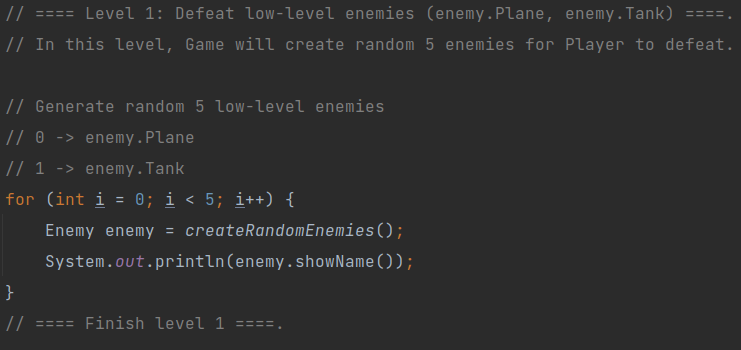 // ==== Level 1: Defeat low-level enemies (enemy.Plane, enemy.Tank) ====.
// In this level, Game will create random 5 enemies for Player to defeat.
// Generate random 5 low-level enemies
// 0 -> enemy.Plane
// 1 -> enemy.Tank
for (int i = 0; i < 5; i++) {
    Enemy enemy = createRandomEnemies();
    System.out.println(enemy.showName());
}
// ==== Finish level 1 ====.